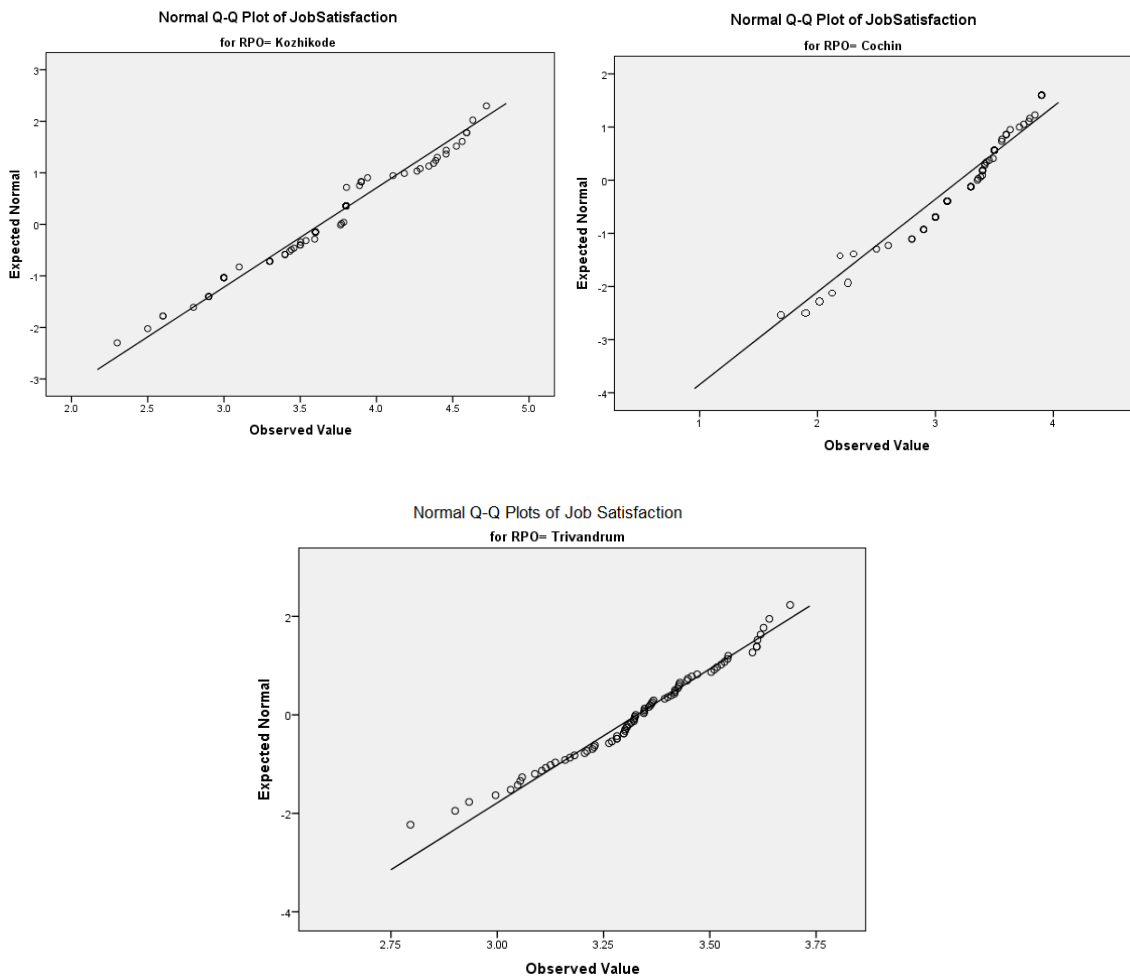 Normal Q-Q Plot of JobSatisfaction
for RPO= Kozhikode
3
2
1
0
-1
-2
-3
Expected Normal
2.0 2.5 3.0 3.5 4.0 4.5 5.0
Observed Value
Normal Q-Q Plot of JobSatisfaction
for RPO= Cochin
2
1
0
-1
-2
-3
-4
Expected Normal
1 2 3 4
Observed Value
Normal Q-Q Plots of Job Satisfaction
for RPO= Trivandrum
2
0
-2
-4
Expected Normal
2.75 3.00 3.25 3.50 3.75
Observed Value